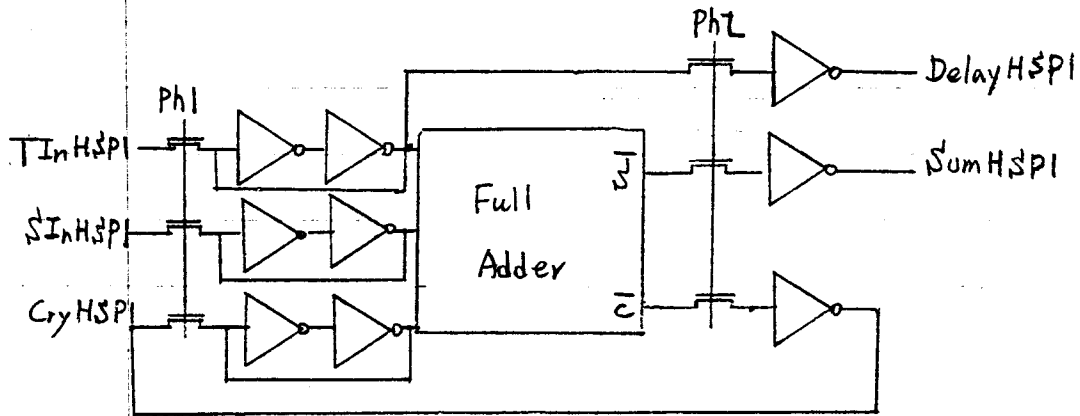 Ph2
DelayHSP1
Ph1
TInHSP1
S̅
SumHSP1
Full
Adder
SInHSP1
CryHSP1
C̅